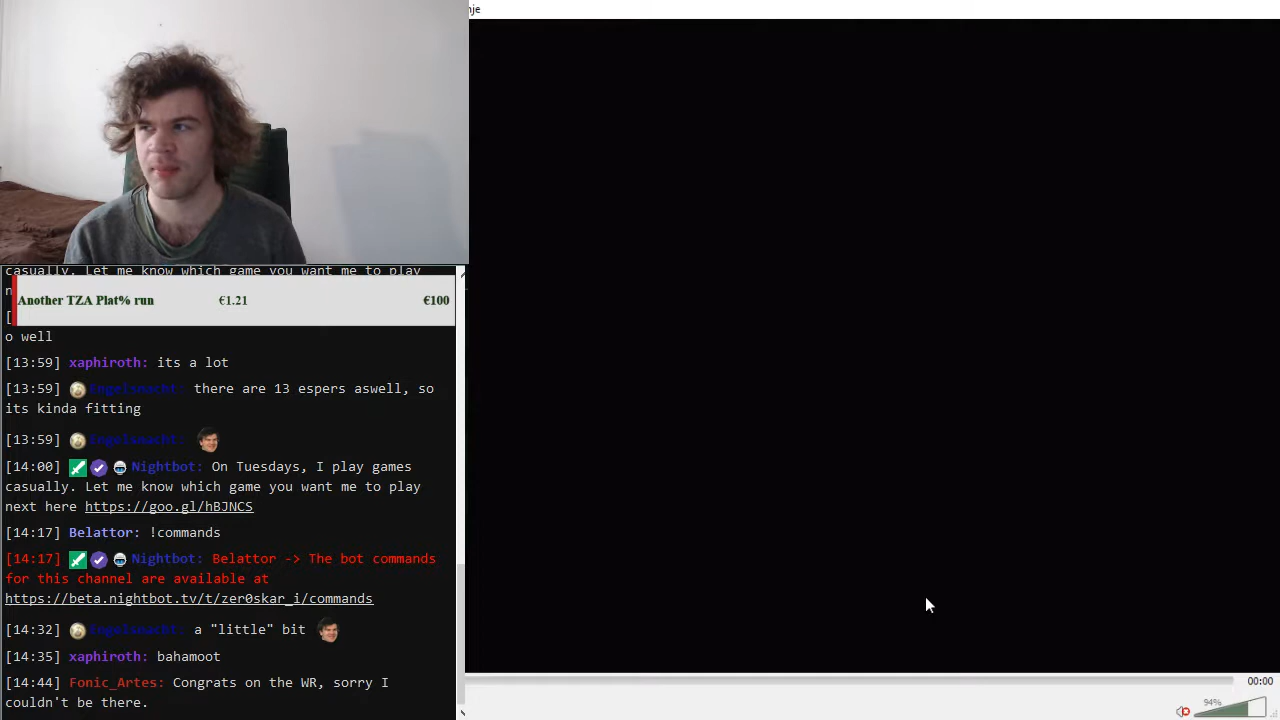 nje
casually. Let me know which game you want me to play
n
Another TZA Plat% run €1.21 €100
[
o well
[13:59] xaphiroth: its a lot
[13:59] Engelsnacht: there are 13 espers aswell, so
its kinda fitting
[13:59] Engelsnacht:
[14:00] Nightbot: On Tuesdays, I play games
casually. Let me know which game you want me to play
next here https://goo.gl/hBJNCS
[14:17] Belattor: !commands
[14:17] Nightbot: Belattor -> The bot commands
for this channel are available at
https://beta.nightbot.tv/t/zer0skar_i/commands
[14:32] Engelsnacht: a "little" bit
[14:35] xaphiroth: bahamoot
[14:44] Fonic_Artes: Congrats on the WR, sorry I
couldn't be there.
00:00
94%